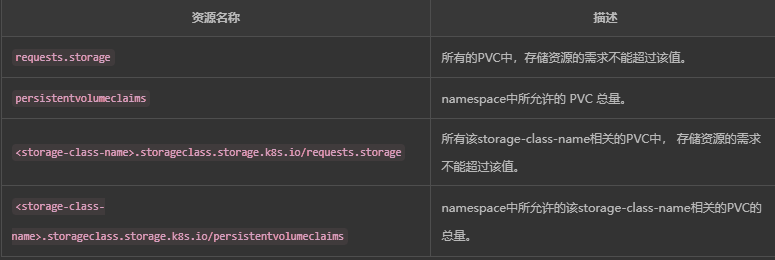 资源名称 描述
requests.storage 所有的PVC中，存储资源的需求不能超过该值。
persistentvolumeclaims namespace中所允许的 PVC 总量。
<storage-class-name>.storageclass.storage.k8s.io/requests.storage 所有该storage-class-name相关的PVC中， 存储资源的需求
不能超过该值。
<storage-class- namespace中所允许的该storage-class-name相关的PVC的
name>.storageclass.storage.k8s.io/persistentvolumeclaims 总量。